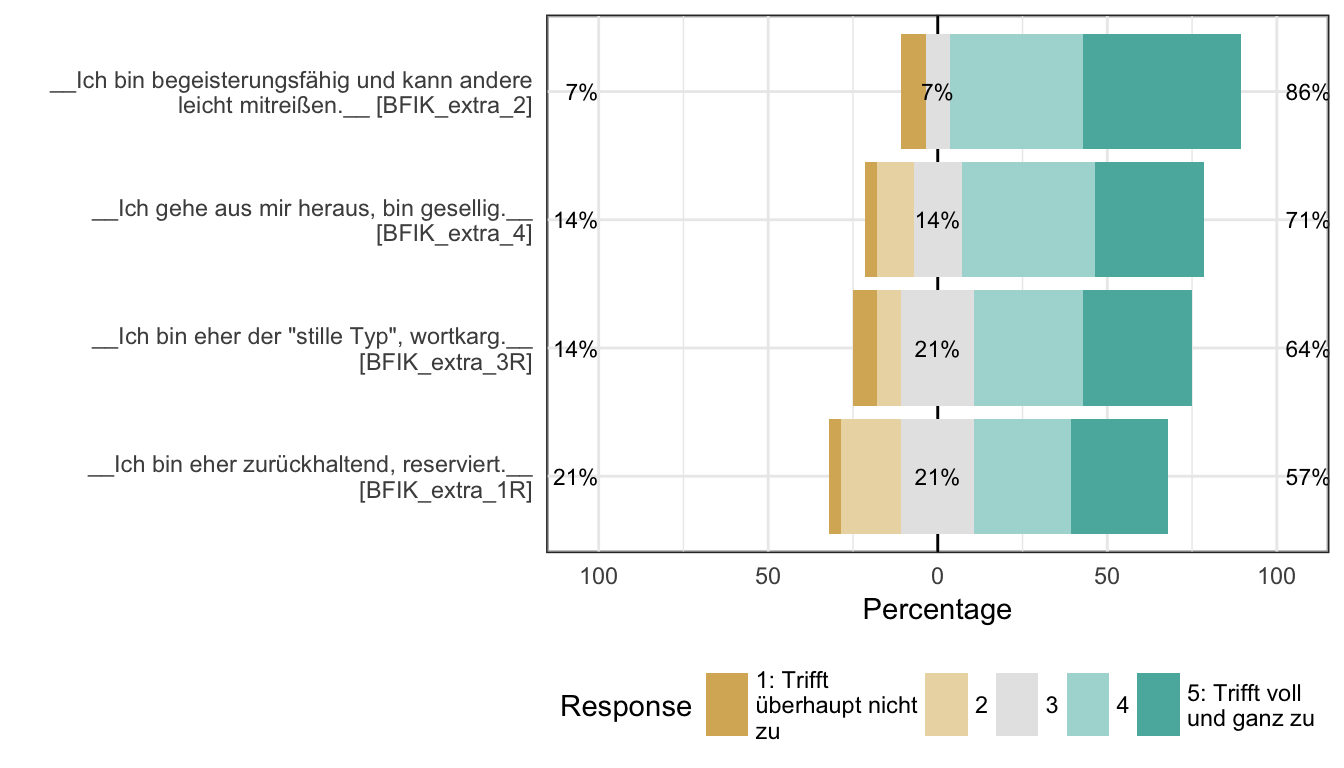 __Ich bin begeisterungsfähig und kann andere
leicht mitreißen.__ [BFIK_extra_2]
7%
7%
86%
__Ich gehe aus mir heraus, bin gesellig.__
[BFIK_extra_4]
14%
14%
71%
__Ich bin eher der "stille Typ", wortkarg.__
[BFIK_extra_3R]
14%
21%
64%
__Ich bin eher zurückhaltend, reserviert.__
[BFIK_extra_1R]
21%
21%
57%
100 50 0 50 100
Percentage
Response
1: Trifft
überhaupt nicht
zu
2
3
4
5: Trifft voll
und ganz zu